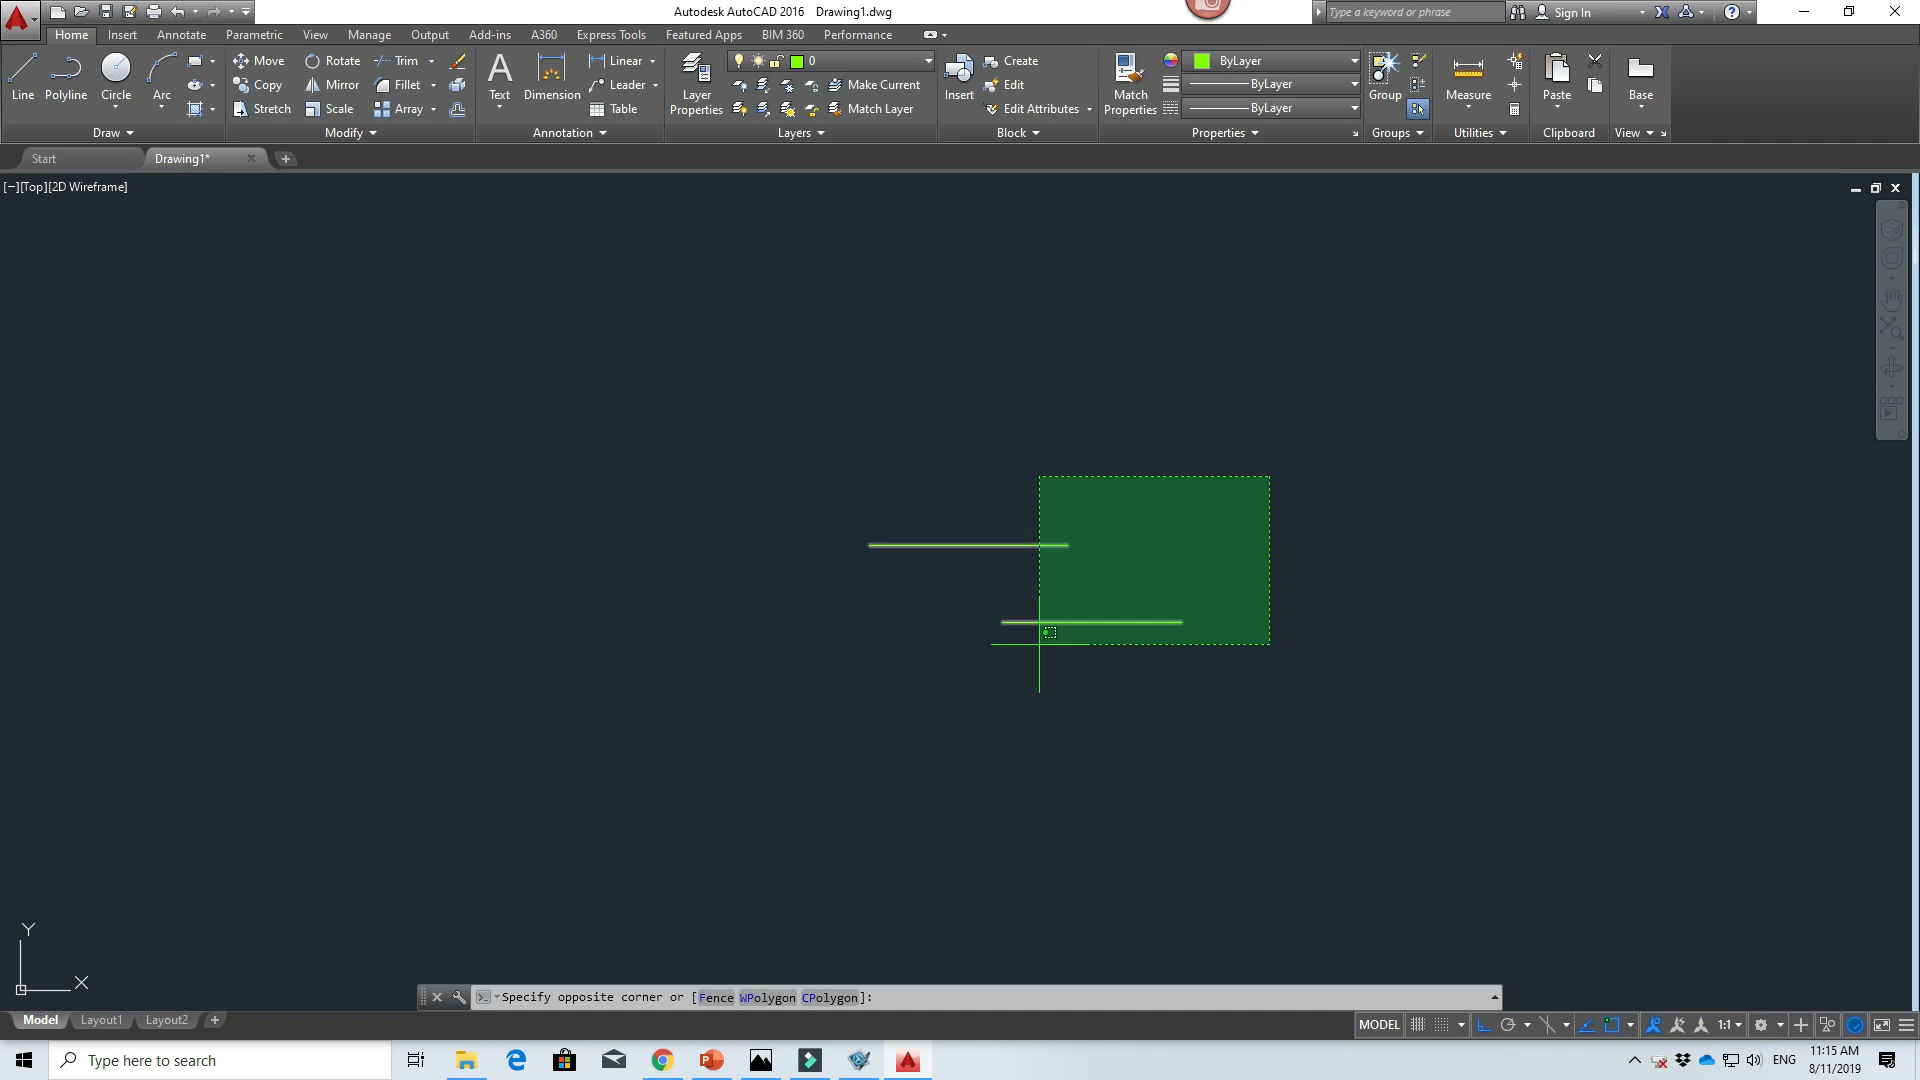 Autodesk AutoCAD 2016 Drawing1.dwg
Type a keyword or phrase
Sign In
Home Insert Annotate Parametric View Manage Output Add-ins A360 Express Tools Featured Apps BIM 360 Performance
Line
Polyline
Circle
Arc
Draw
Move Rotate Trim
Copy Mirror Fillet
Stretch Scale Array
Modify
Text
Dimension
Linear
Leader
Table
Annotation
Layer
Properties
0
Make Current
Match Layer
Layers
Insert
Create
Edit
Edit Attributes
Block
Match
Properties
ByLayer
ByLayer
ByLayer
Properties
Group
Groups
Measure
Utilities
Paste
Clipboard
Base
View
Start
Drawing1*
[−][Top][2D Wireframe]
Y
X
Specify opposite corner or [Fence WPolygon CPolygon]:
Model Layout1 Layout2
MODEL
1:1
Type here to search
ENG
11:15 AM
8/11/2019